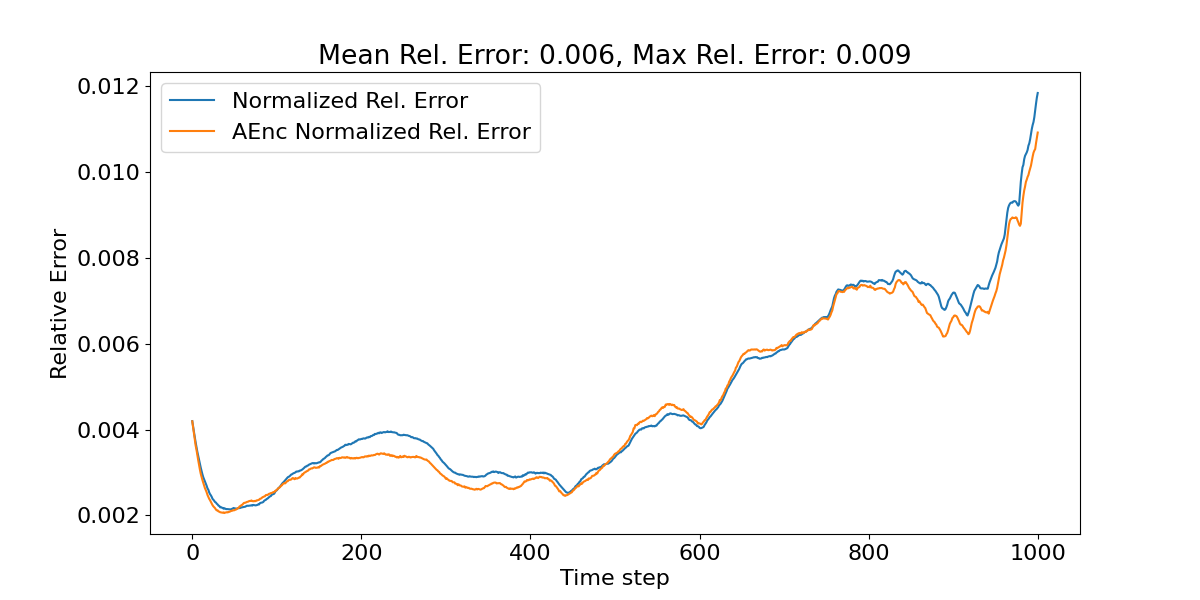 Mean Rel. Error: 0.006, Max Rel. Error: 0.009
Normalized Rel. Error
AEnc Normalized Rel. Error
0.012
0.010
0.008
0.006
0.004
0.002
Relative Error
0 200 400 600 800 1000
Time step